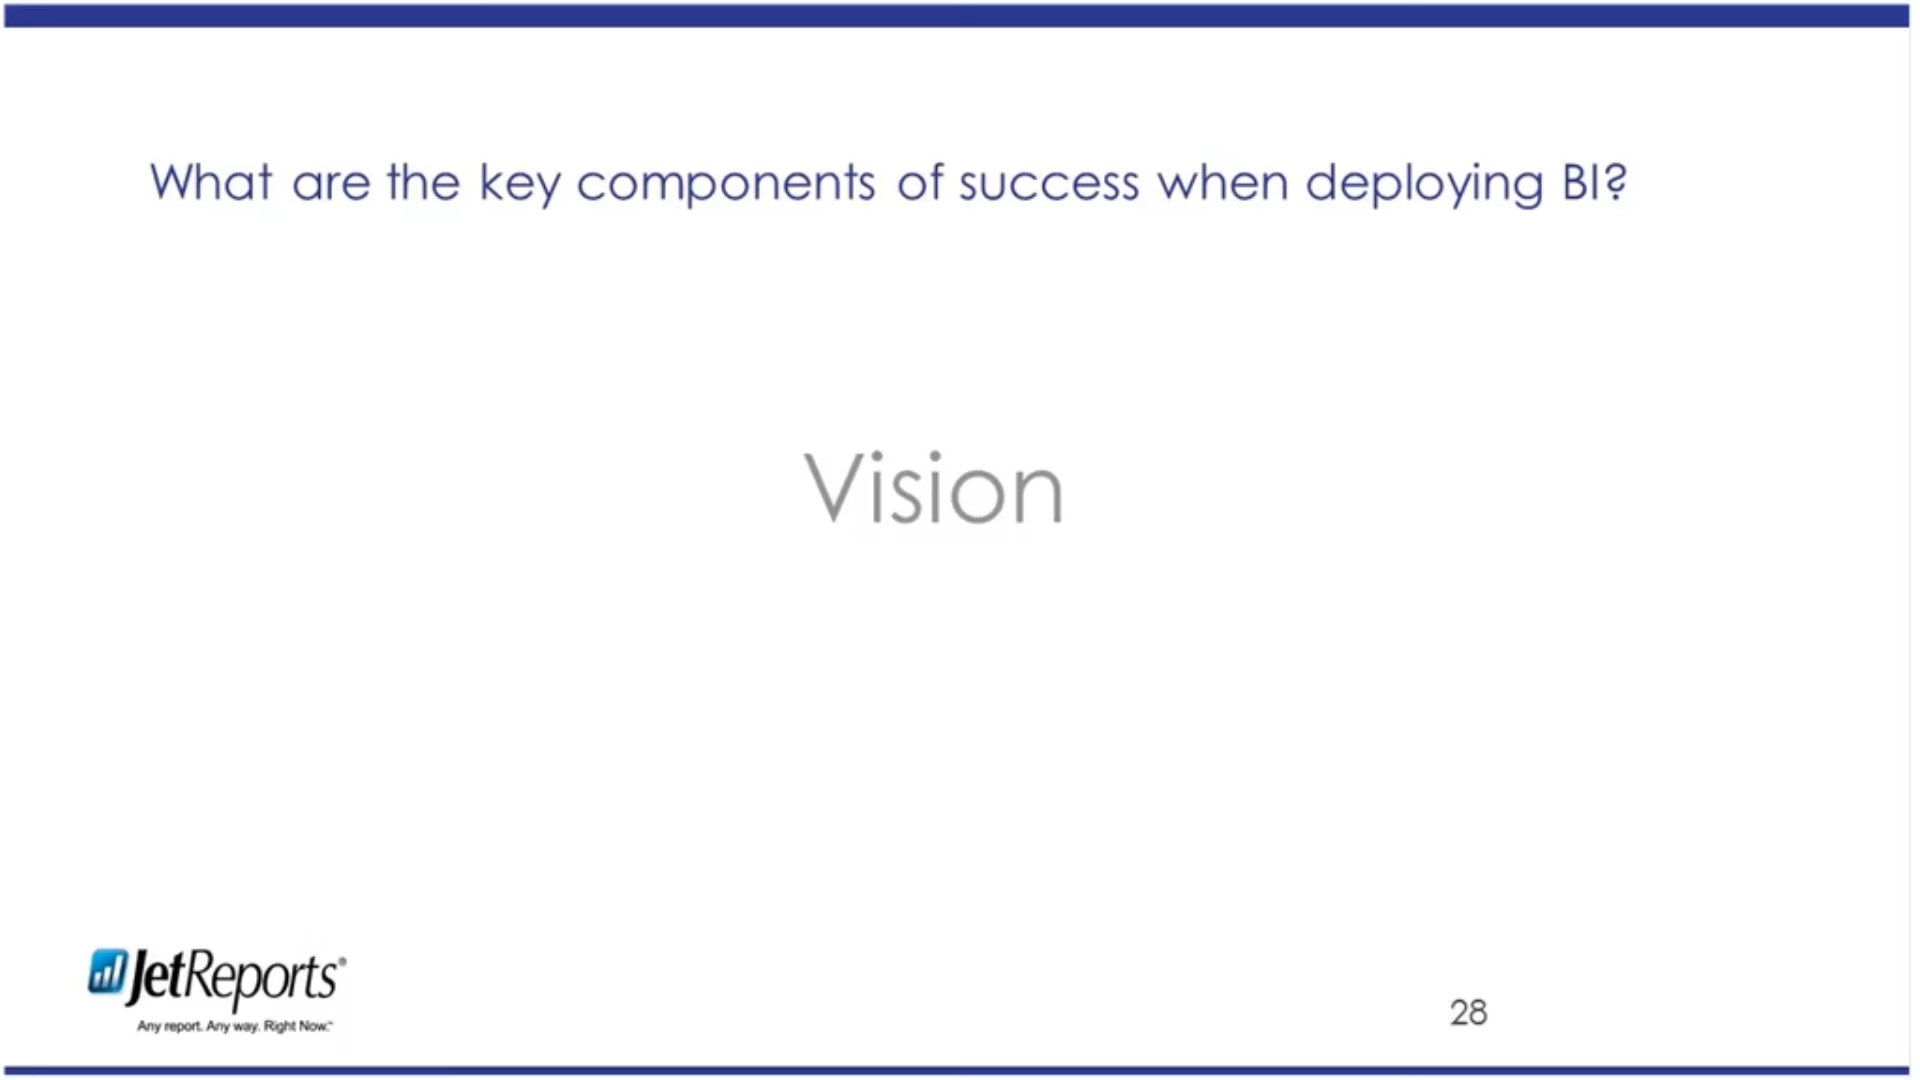 What are the key components of success when deploying BI?
Vision
JetReports®
Any report. Any way. Right Now.™
28